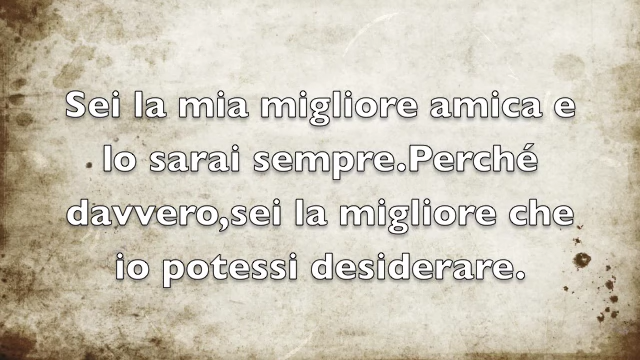 Sei la mia migliore amica e
lo sarai sempre.Perché
davvero,sei la migliore che
io potessi desiderare.